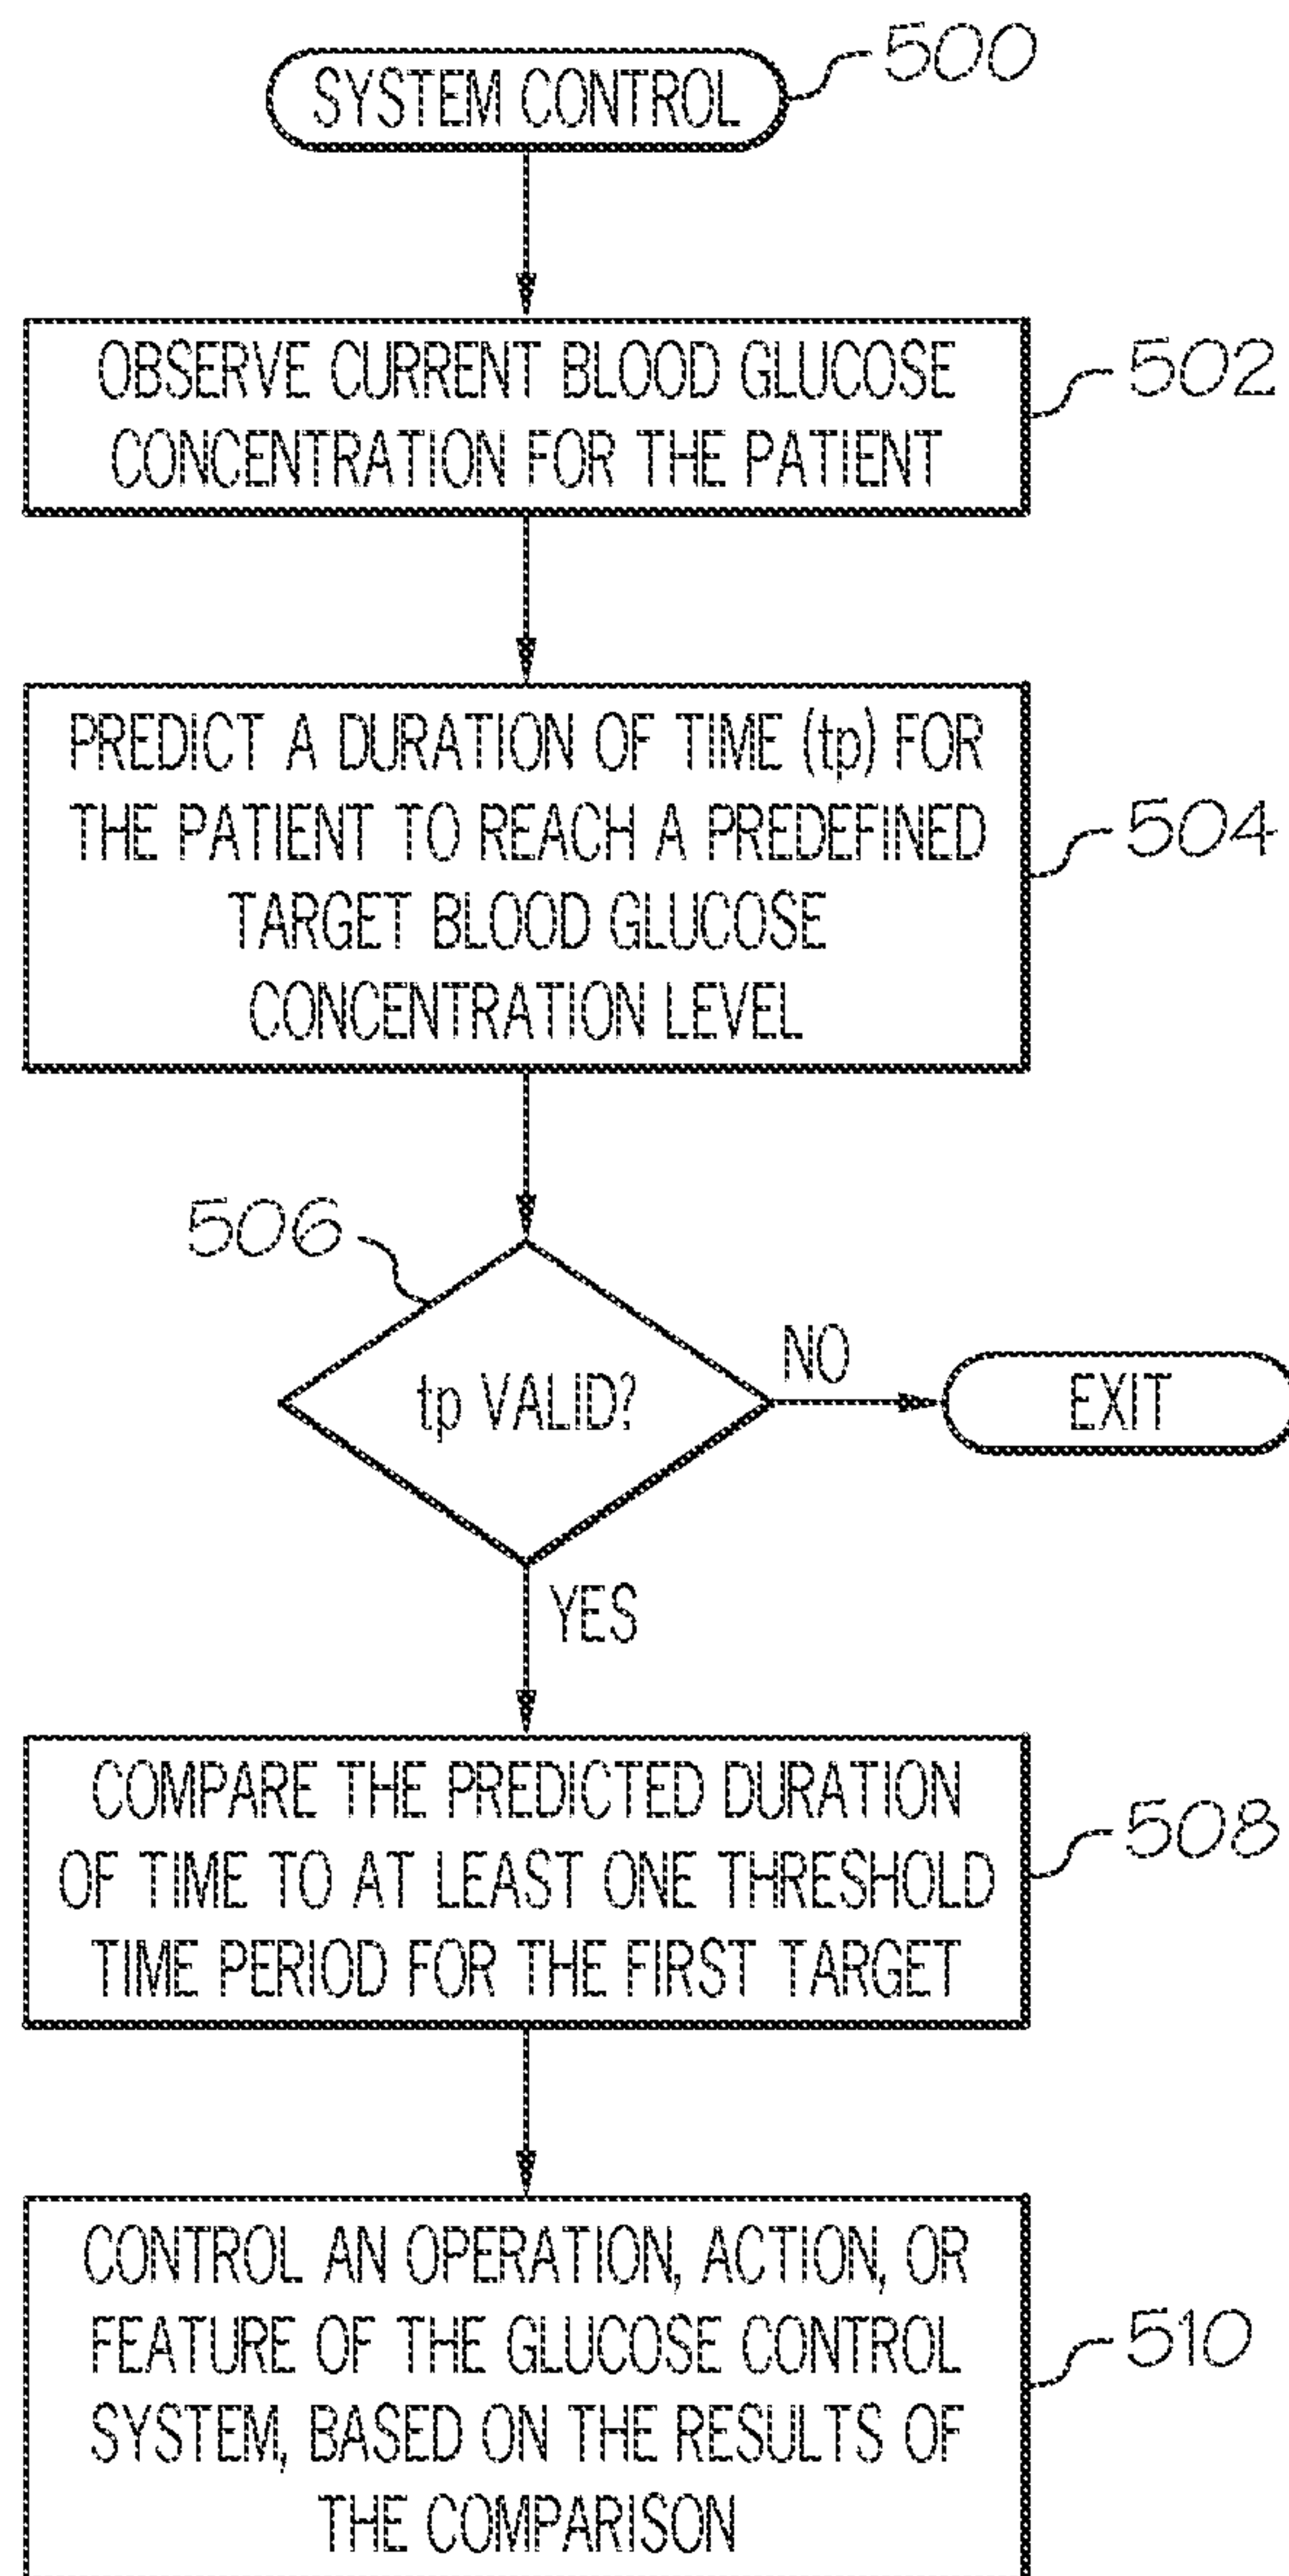 SYSTEM CONTROL
500
OBSERVE CURRENT BLOOD GLUCOSE
CONCENTRATION FOR THE PATIENT
502
PREDICT A DURATION OF TIME (tp) FOR
THE PATIENT TO REACH A PREDEFINED
TARGET BLOOD GLUCOSE
CONCENTRATION LEVEL
504
506
tp VALID?
NO
EXIT
YES
COMPARE THE PREDICTED DURATION
OF TIME TO AT LEAST ONE THRESHOLD
TIME PERIOD FOR THE FIRST TARGET
508
CONTROL AN OPERATION, ACTION, OR
FEATURE OF THE GLUCOSE CONTROL
SYSTEM, BASED ON THE RESULTS OF
THE COMPARISON
510